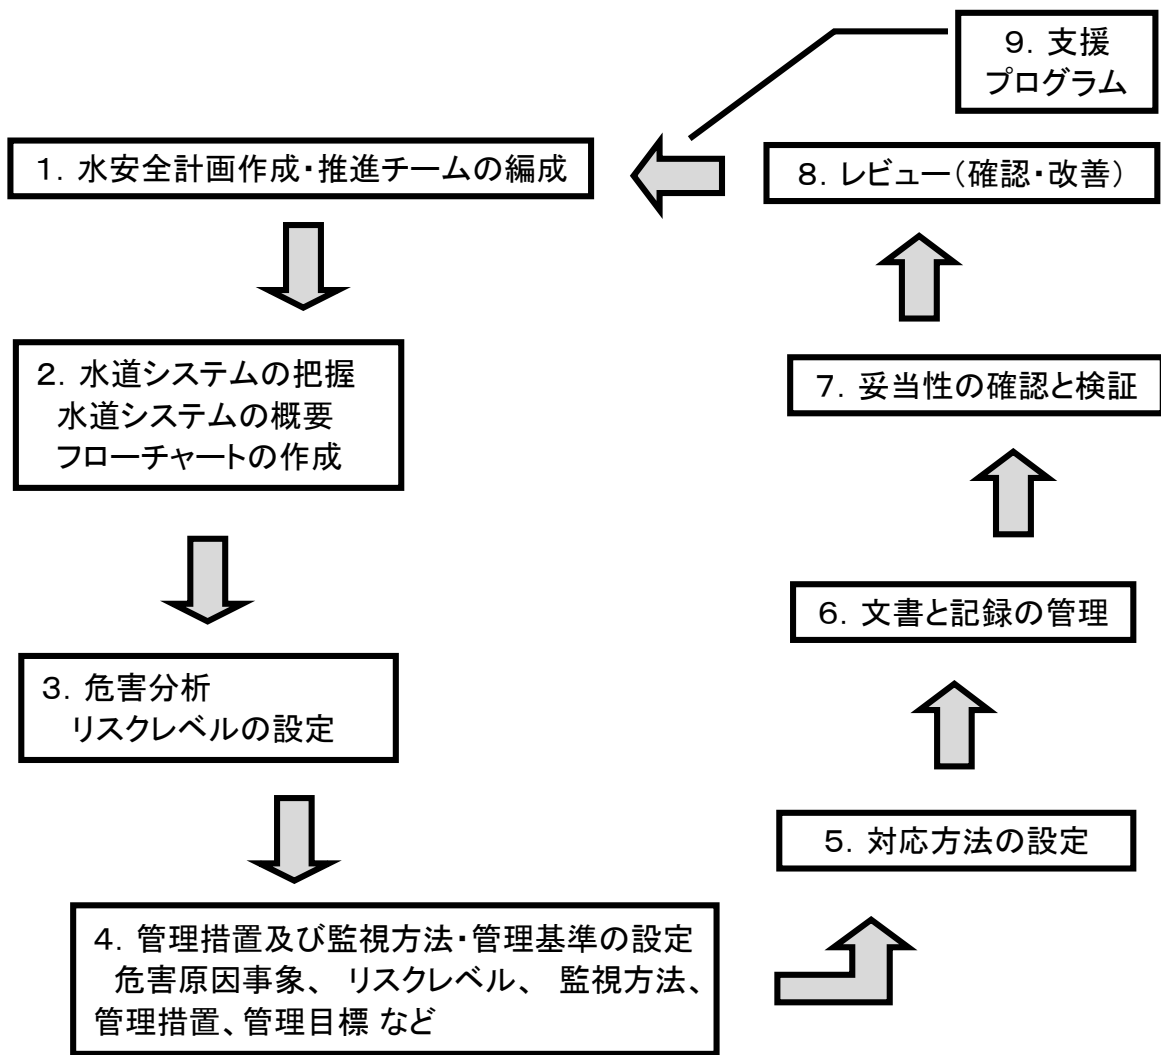 9．支援
プログラム
1．水安全計画作成・推進チームの編成
8．レビュー（確認・改善）
2．水道システムの把握
水道システムの概要
フローチャートの作成
7．妥当性の確認と検証
6．文書と記録の管理
3．危害分析
リスクレベルの設定
5．対応方法の設定
4．管理措置及び監視方法・管理基準の設定
危害原因事象、 リスクレベル、 監視方法、
管理措置、管理目標 など